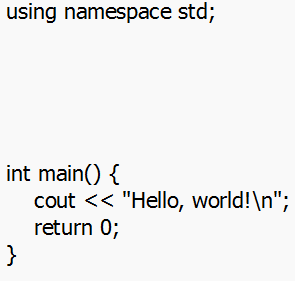 using namespace std;
int main() {
cout << "Hello, world!\n";
return 0;
}